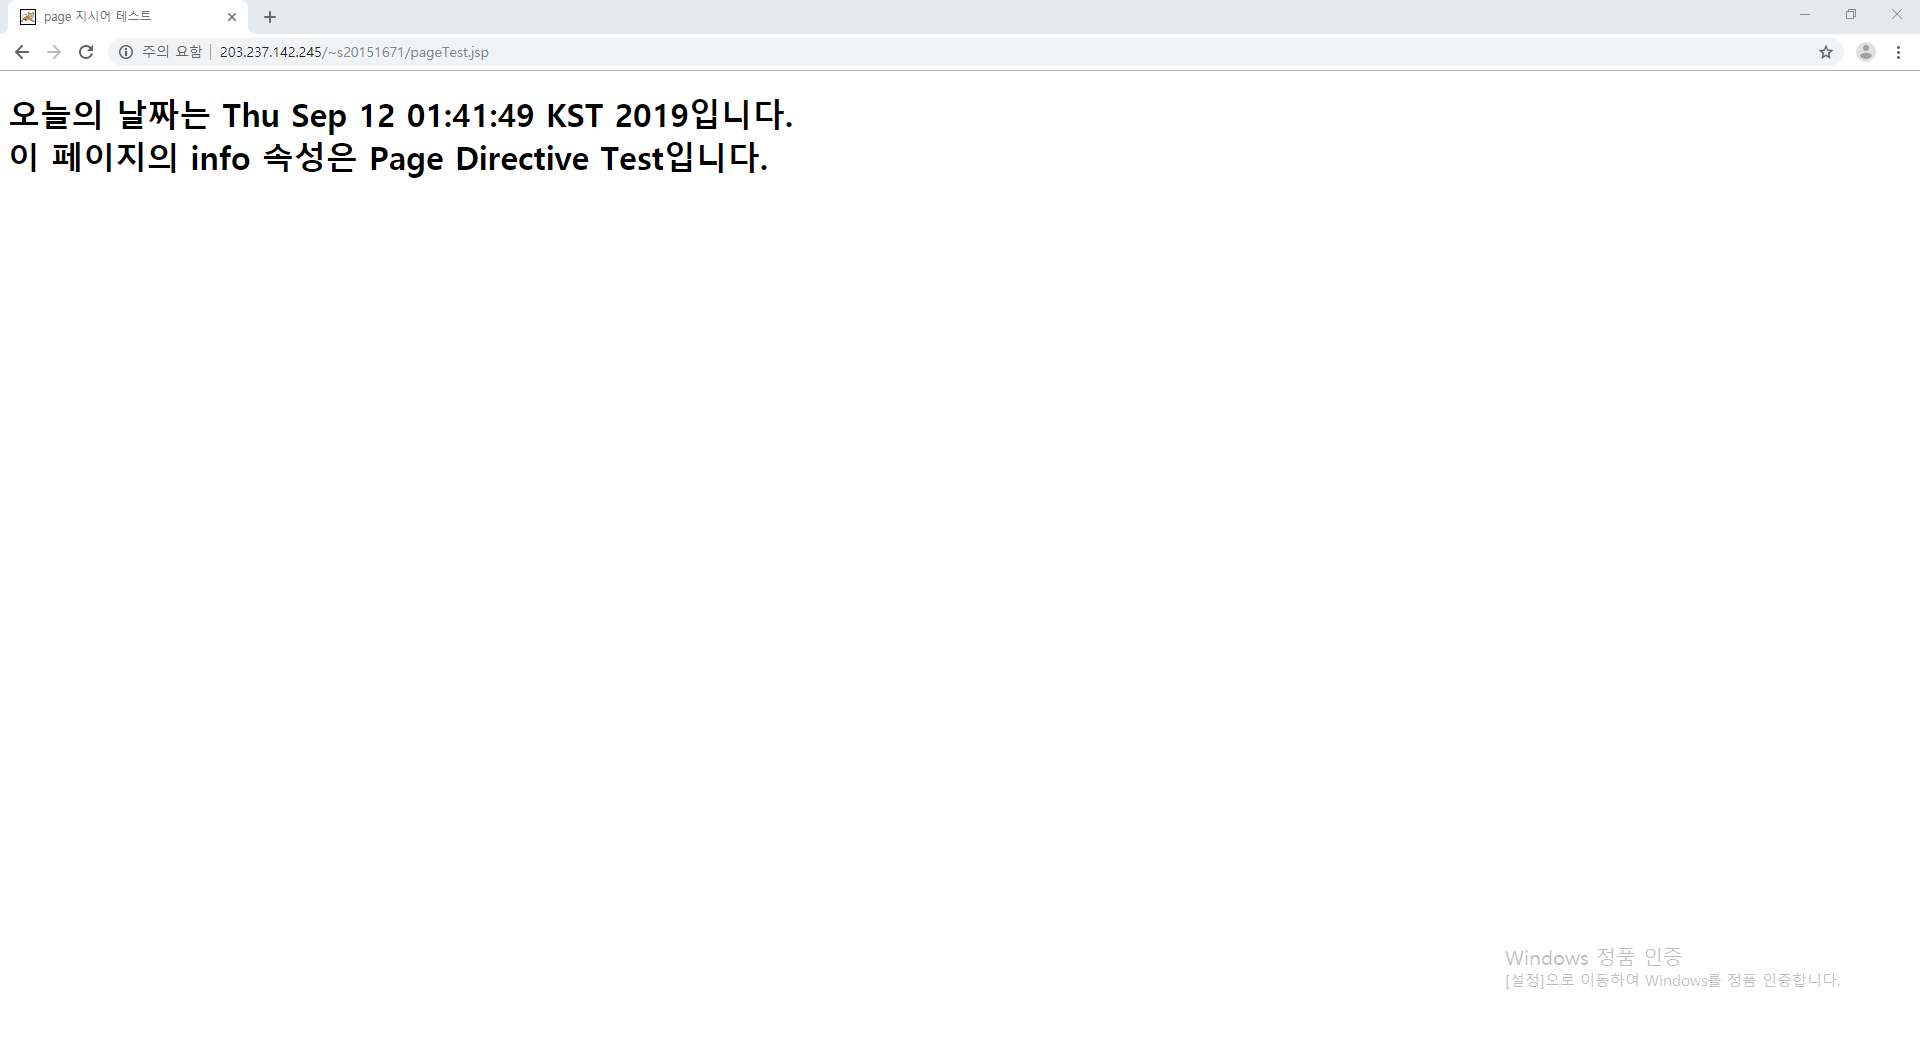 page 지시어 테스트
주의 요함 | 203.237.142.245/~s20151671/pageTest.jsp
오늘의 날짜는 Thu Sep 12 01:41:49 KST 2019입니다.
이 페이지의 info 속성은 Page Directive Test입니다.
Windows 정품 인증
[설정]으로 이동하여 Windows를 정품 인증합니다.